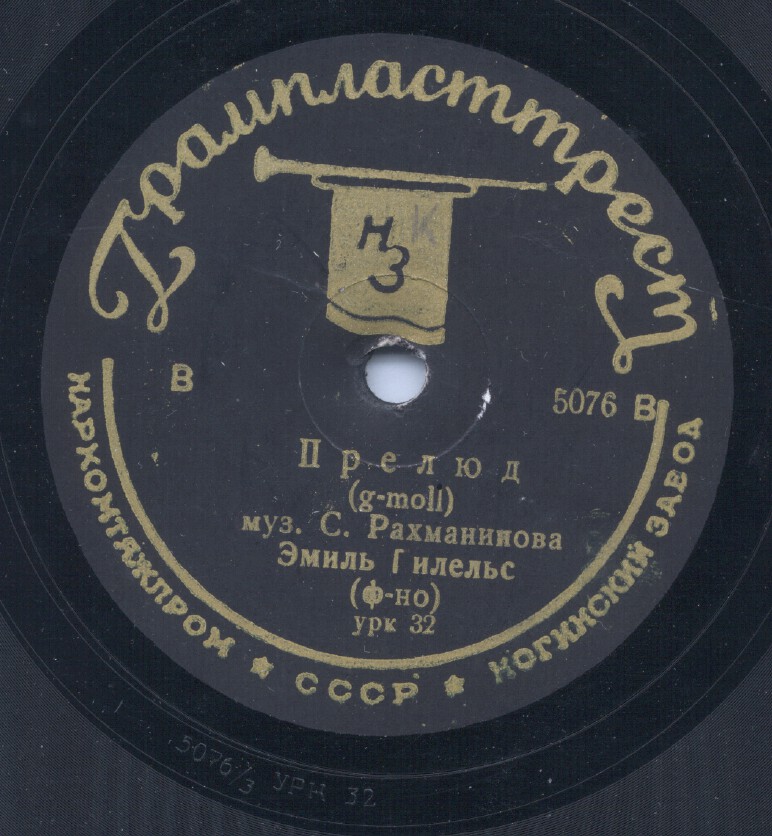 Грампласттрест
НЗ
К
В
5076 В
Прелюд
(g-moll)
муз. С. Рахманинова
Эмиль Гилельс
(ф-но)
урк 32
НАРКОМТЯЖПРОМ ★ СССР ★ НОГИНСКИЙ ЗАВОД
5076/3 УРК 32